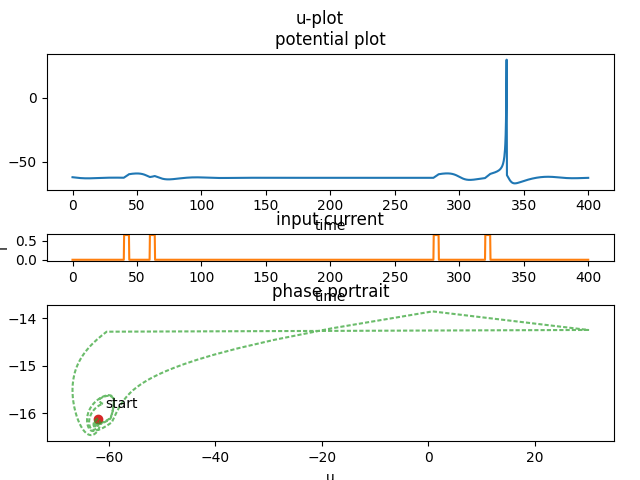 u-plot
potential plot
0
−50
0 50 100 150 200 250 300 350 400
time
input current
0.5
0.0
0 50 100 150 200 250 300 350 400
time
phase portrait
−14
−15
−16
start
−60 −40 −20 0 20